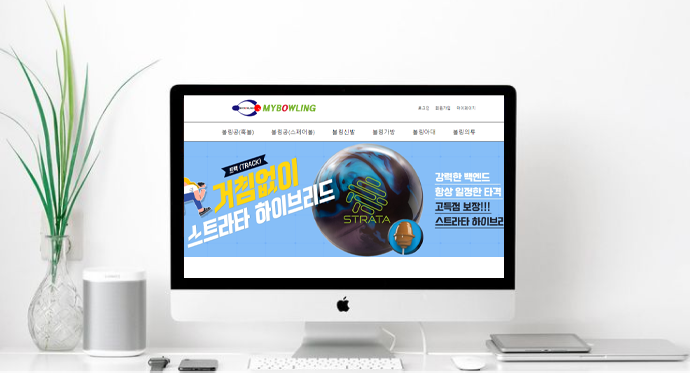 MYBOWLING
로그인 회원가입 마이페이지
볼링공(훅볼) 볼링공(스페어볼) 볼링신발 볼링가방 볼링아대 볼링의류
트랙 (TRACK)
거침없이
스트라타 하이브리드
STRATA
강력한 백엔드
항상 일정한 타격
고득점 보장!!!
스트라타 하이브리